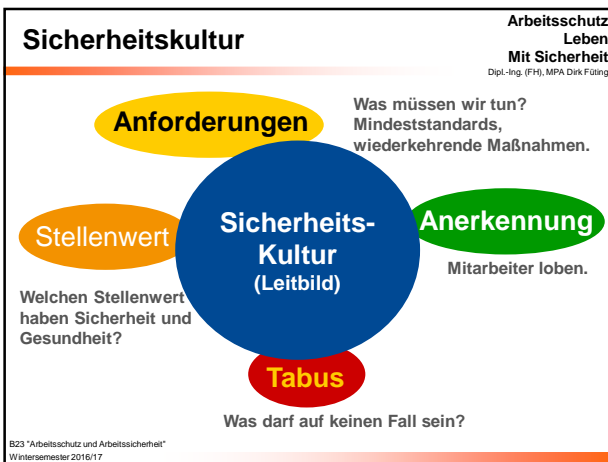 Sicherheitskultur
Arbeitsschutz
Leben
Mit Sicherheit
Dipl.-Ing. (FH), MPA Dirk Füting
Anforderungen
Was müssen wir tun?
Mindeststandards,
wiederkehrende Maßnahmen.
Stellenwert
Sicherheits-
Kultur
(Leitbild)
Anerkennung
Mitarbeiter loben.
Welchen Stellenwert
haben Sicherheit und
Gesundheit?
Tabus
Was darf auf keinen Fall sein?
B23 "Arbeitsschutz und Arbeitssicherheit"
Wintersemester 2016/17